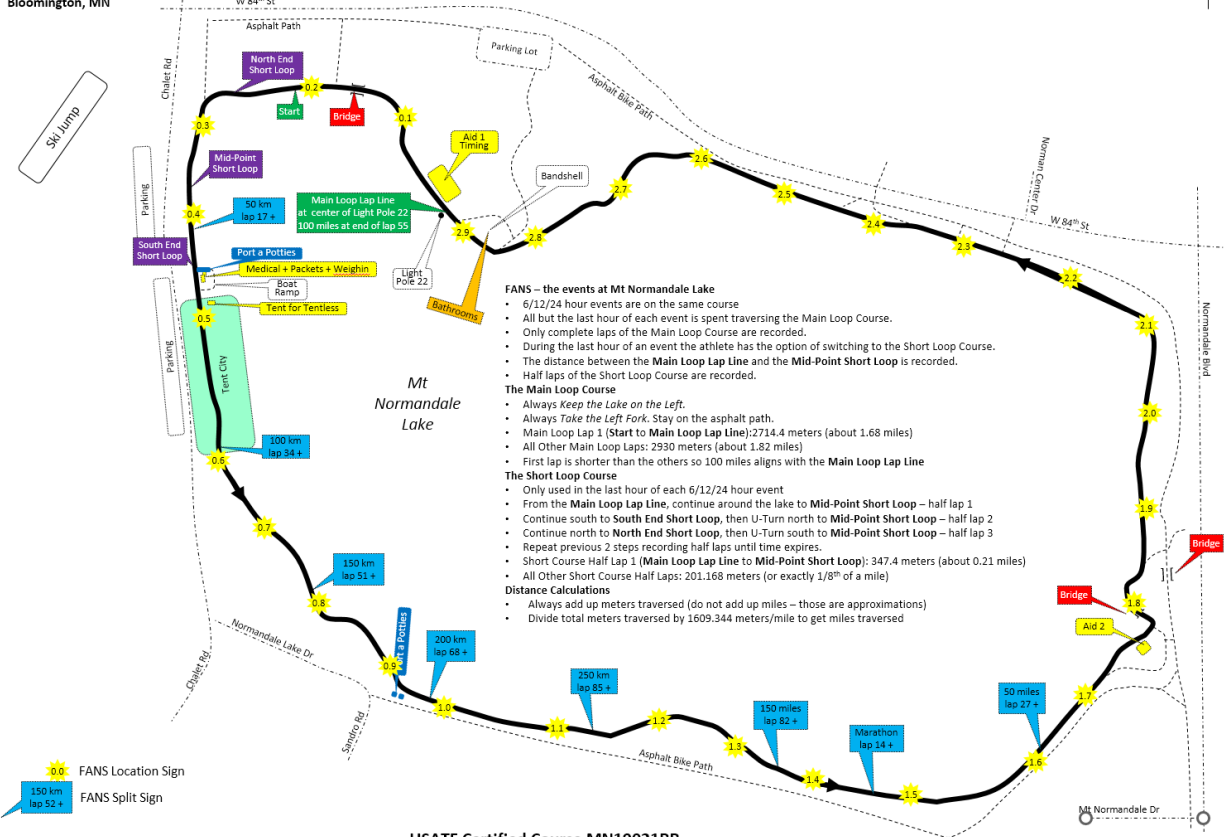 Bloomington, MN
W 84th St
Asphalt Path
Parking Lot
Chalet Rd
North End
Short Loop
0.2
Start
Bridge
0.1
Asphalt Bike Path
Ski Jump
0.3
Aid 1
Timing
2.6
Norman Center Dr
Mid-Point
Short Loop
Bandshell
2.7
2.5
Parking
50 km
lap 17 +
Main Loop Lap Line
at center of Light Pole 22
100 miles at end of lap 55
0.4
2.9
2.8
2.4
W 84th St
2.3
South End
Short Loop
Port a Potties
Medical + Packets + Weighin
Boat
Ramp
Light
Pole 22
2.2
Tent for Tentless
Bathrooms
0.5
2.1
Parking
Tent City
Normandale Blvd
Mt
Normandale
Lake
FANS – the events at Mt Normandale Lake
• 6/12/24 hour events are on the same course
• All but the last hour of each event is spent traversing the Main Loop Course.
• Only complete laps of the Main Loop Course are recorded.
• During the last hour of an event the athlete has the option of switching to the Short Loop Course.
• The distance between the Main Loop Lap Line and the Mid-Point Short Loop is recorded.
• Half laps of the Short Loop Course are recorded.
The Main Loop Course
• Always Keep the Lake on the Left.
• Always Take the Left Fork. Stay on the asphalt path.
• Main Loop Lap 1 (Start to Main Loop Lap Line):2714.4 meters (about 1.68 miles)
• All Other Main Loop Laps: 2930 meters (about 1.82 miles)
• First lap is shorter than the others so 100 miles aligns with the Main Loop Lap Line
The Short Loop Course
• Only used in the last hour of each 6/12/24 hour event
• From the Main Loop Lap Line, continue around the lake to Mid-Point Short Loop – half lap 1
• Continue south to South End Short Loop, then U-Turn north to Mid-Point Short Loop – half lap 2
• Continue north to North End Short Loop, then U-Turn south to Mid-Point Short Loop – half lap 3
• Repeat previous 2 steps recording half laps until time expires.
• Short Course Half Lap 1 (Main Loop Lap Line to Mid-Point Short Loop): 347.4 meters (about 0.21 miles)
• All Other Short Course Half Laps: 201.168 meters (or exactly 1/8th of a mile)
Distance Calculations
• Always add up meters traversed (do not add up miles – those are approximations)
• Divide total meters traversed by 1609.344 meters/mile to get miles traversed
2.0
100 km
lap 34 +
0.6
1.9
0.7
Bridge
150 km
lap 51 +
0.8
Bridge
1.8
Aid 2
Normandale Lake Dr
Port a Potties
200 km
lap 68 +
Chalet Rd
0.9
250 km
lap 85 +
50 miles
lap 27 +
1.7
1.0
Sandro Rd
1.1
1.2
150 miles
lap 82 +
Marathon
lap 14 +
1.3
Asphalt Bike Path
1.6
1.4
1.5
0.0 FANS Location Sign
150 km
lap 52 +
FANS Split Sign
Mt Normandale Dr